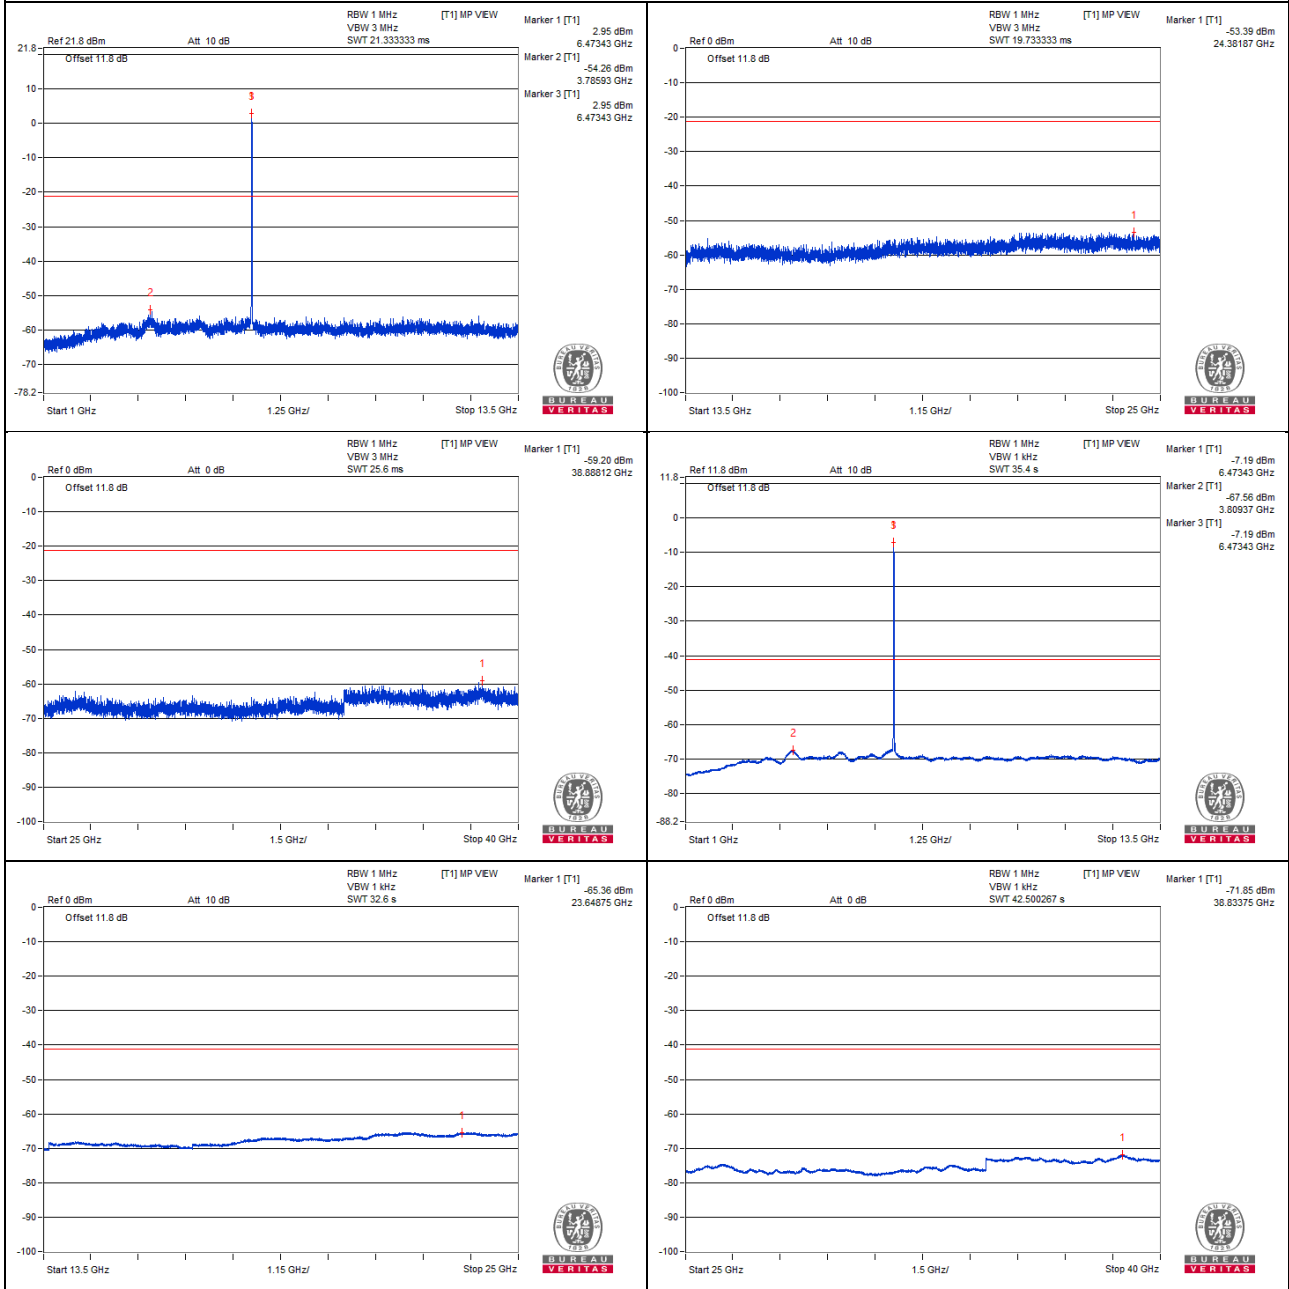 RBW 1 MHz [T1] MP VIEW
VBW 3 MHz
Ref 21.8 dBm Att 10 dB SWT 21.333333 ms
Marker 1 [T1]
2.95 dBm
6.47343 GHz
Marker 2 [T1]
-54.26 dBm
3.78593 GHz
Marker 3 [T1]
2.95 dBm
6.47343 GHz
21.8
Offset 11.8 dB
10
0
-10
-20
-30
-40
-50
-60
-70
-78.2
2
Start 1 GHz 1.25 GHz/ Stop 13.5 GHz
BUREAU VERITAS
1828
BUREAU
VERITAS
RBW 1 MHz [T1] MP VIEW
VBW 3 MHz
Ref 0 dBm Att 10 dB SWT 19.733333 ms
Marker 1 [T1]
-53.39 dBm
24.38187 GHz
0
Offset 11.8 dB
-10
-20
-30
-40
-50
-60
-70
-80
-90
-100
1
Start 13.5 GHz 1.15 GHz/ Stop 25 GHz
BUREAU VERITAS
1828
BUREAU
VERITAS
RBW 1 MHz [T1] MP VIEW
VBW 3 MHz
Ref 0 dBm Att 0 dB SWT 25.6 ms
Marker 1 [T1]
-59.20 dBm
38.88812 GHz
0
Offset 11.8 dB
-10
-20
-30
-40
-50
-60
-70
-80
-90
-100
1
Start 25 GHz 1.5 GHz/ Stop 40 GHz
BUREAU VERITAS
1828
BUREAU
VERITAS
RBW 1 MHz [T1] MP VIEW
VBW 1 kHz
Ref 11.8 dBm Att 10 dB SWT 35.4 s
Marker 1 [T1]
-7.19 dBm
6.47343 GHz
Marker 2 [T1]
-67.56 dBm
3.80937 GHz
Marker 3 [T1]
-7.19 dBm
6.47343 GHz
11.8
Offset 11.8 dB
0
-10
-20
-30
-40
-50
-60
-70
-80
-88.2
2
Start 1 GHz 1.25 GHz/ Stop 13.5 GHz
BUREAU VERITAS
1828
BUREAU
VERITAS
RBW 1 MHz [T1] MP VIEW
VBW 1 kHz
Ref 0 dBm Att 10 dB SWT 32.6 s
Marker 1 [T1]
-65.36 dBm
23.64875 GHz
0
Offset 11.8 dB
-10
-20
-30
-40
-50
-60
-70
-80
-90
-100
1
Start 13.5 GHz 1.15 GHz/ Stop 25 GHz
BUREAU VERITAS
1828
BUREAU
VERITAS
RBW 1 MHz [T1] MP VIEW
VBW 1 kHz
Ref 0 dBm Att 0 dB SWT 42.500267 s
Marker 1 [T1]
-71.85 dBm
38.83375 GHz
0
Offset 11.8 dB
-10
-20
-30
-40
-50
-60
-70
-80
-90
-100
1
Start 25 GHz 1.5 GHz/ Stop 40 GHz
BUREAU VERITAS
1828
BUREAU
VERITAS